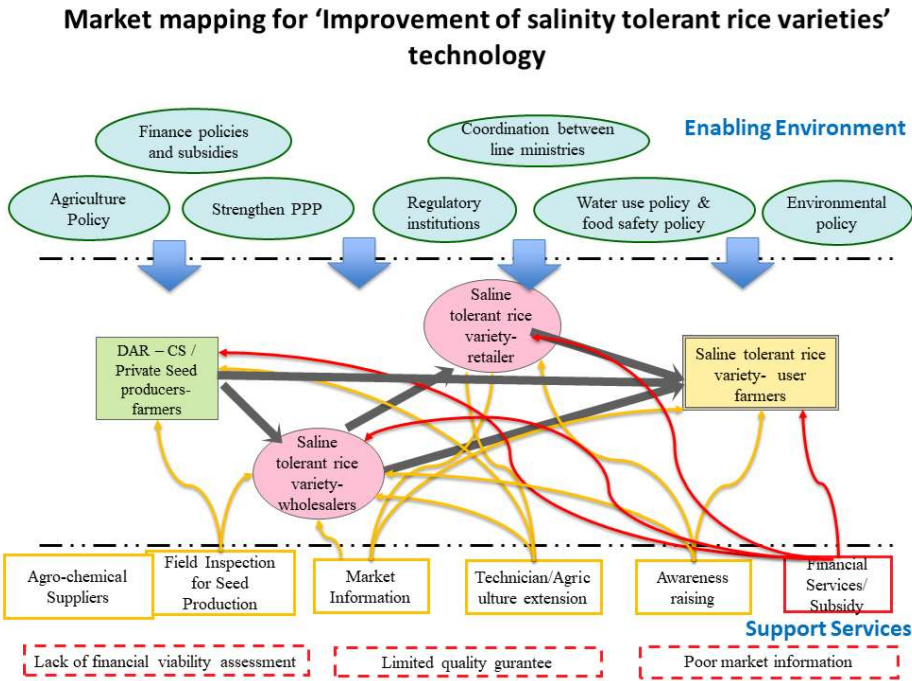 Market mapping for ‘Improvement of salinity tolerant rice varieties’
technology
Enabling Environment
Finance policies
and subsidies
Coordination between
line ministries
Agriculture
Policy
Strengthen PPP
Regulatory
institutions
Water use policy &
food safety policy
Environmental
policy
Saline
tolerant rice
variety-
retailer
DAR – CS /
Private Seed
producers-
farmers
Saline tolerant rice
variety- user
farmers
Saline
tolerant rice
variety-
wholesalers
Agro-chemical
Suppliers
Field Inspection
for Seed
Production
Market
Information
Technician/Agric
ulture extension
Awareness
raising
Financial
Services/
Subsidy
Support Services
Lack of financial viability assessment
Limited quality gurantee
Poor market information